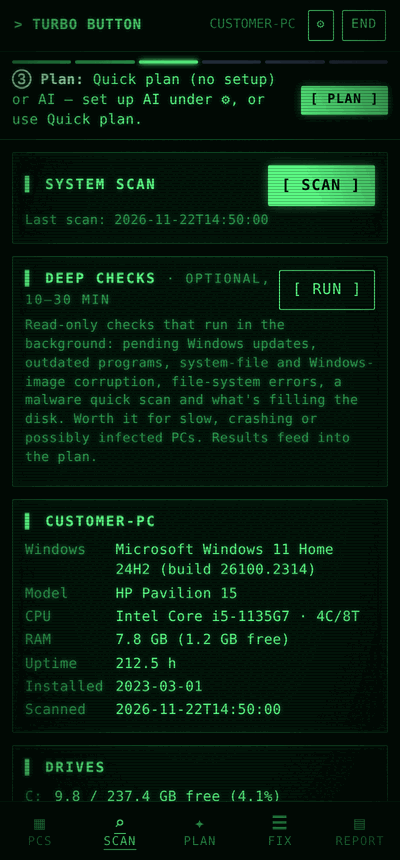 > TURBO BUTTON CUSTOMER-PC ⚙ END
③ Plan: Quick plan (no setup)
or AI — set up AI under ⚙, or
use Quick plan.
[ PLAN ]
SYSTEM SCAN
[ SCAN ]
Last scan: 2026-11-22T14:50:00
DEEP CHECKS · OPTIONAL,
10–30 MIN
[ RUN ]
Read-only checks that run in the
background: pending Windows updates,
outdated programs, system-file and Windows-
image corruption, file-system errors, a
malware quick scan and what's filling the
disk. Worth it for slow, crashing or
possibly infected PCs. Results feed into
the plan.
CUSTOMER-PC
Windows Microsoft Windows 11 Home
24H2 (build 26100.2314)
Model HP Pavilion 15
CPU Intel Core i5-1135G7 · 4C/8T
RAM 7.8 GB (1.2 GB free)
Uptime 212.5 h
Installed 2023-03-01
Scanned 2026-11-22T14:50:00
DRIVES
C: 9.8 / 237.4 GB free (4.1%)
PCS SCAN PLAN FIX REPORT